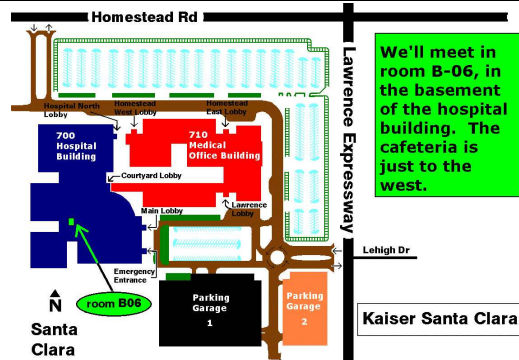 Homestead Rd
Lawrence Expressway
We'll meet in
room B-06, in
the basement
of the hospital
building.  The
cafeteria is
just to the
west.
Hospital North
Lobby
Homestead
West Lobby
Homestead
East Lobby
700
Hospital
Building
710
Medical
Office Building
Courtyard Lobby
Main Lobby
Lawrence
Lobby
Lehigh Dr
Emergency
Entrance
room B06
N
Santa
Clara
Parking
Garage
1
Parking
Garage
2
Kaiser Santa Clara